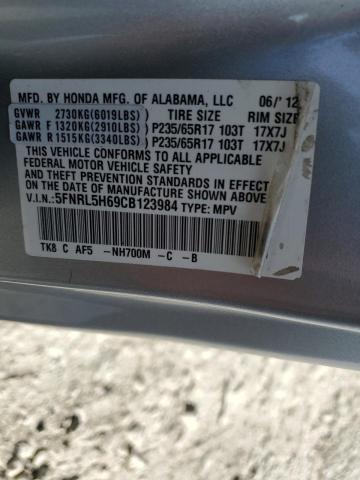 MFD. BY HONDA MFG. OF ALABAMA, LLC 06/'12
GVWR 2730KG(6019LBS) TIRE SIZE RIM SIZE
GAWR F 1320KG(2910LBS) P235/65R17 103T 17X7J
GAWR R 1515KG(3340LBS) P235/65R17 103T 17X7J
THIS VEHICLE CONFORMS TO ALL APPLICABLE
FEDERAL MOTOR VEHICLE SAFETY, BUMPER,
AND THEFT PREVENTION STANDARDS IN EFFECT
ON THE DATE OF MANUFACTURE SHOWN ABOVE.
V.I.N.:5FNRL5H69CB123984 TYPE: MPV
TK8 C AF5 -NH700M -C -B